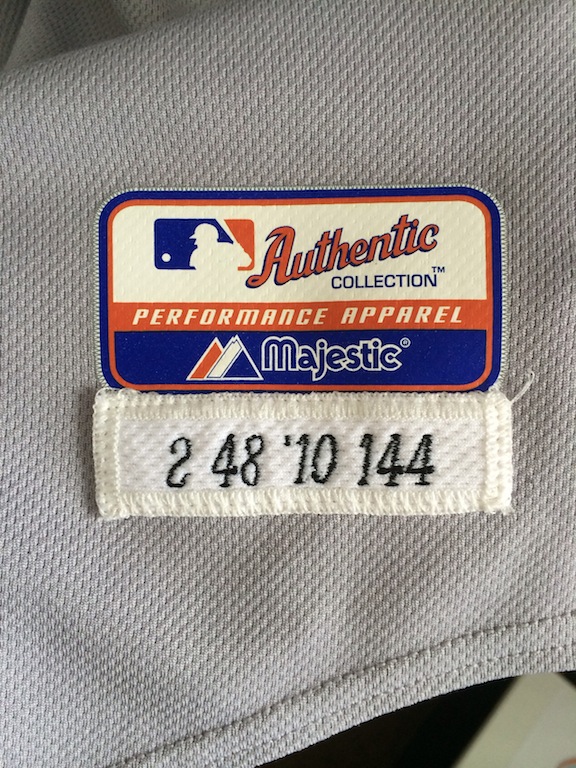 Authentic
COLLECTION™
PERFORMANCE APPAREL
Majestic®
2 48 '10 144